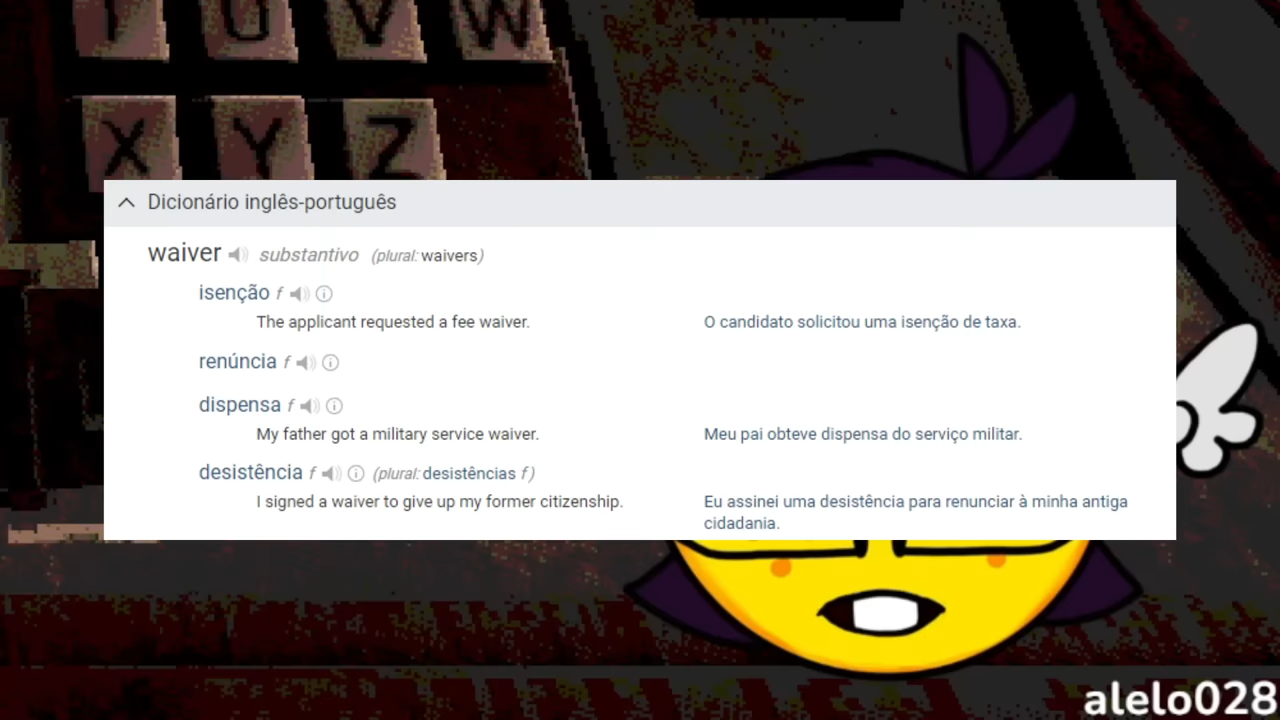 T U V W
X Y Z
Dicionário inglês-português
waiver substantivo (plural: waivers)
isenção f
The applicant requested a fee waiver. O candidato solicitou uma isenção de taxa.
renúncia f
dispensa f
My father got a military service waiver. Meu pai obteve dispensa do serviço militar.
desistência f (plural: desistências f)
I signed a waiver to give up my former citizenship. Eu assinei uma desistência para renunciar à minha antiga
cidadania.
alelo028